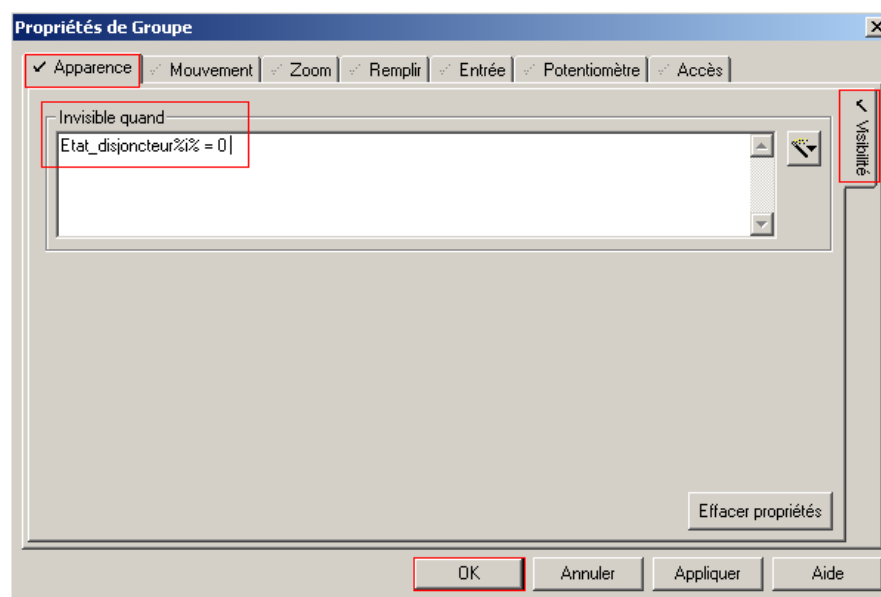 Propriétés de Groupe
Apparence Mouvement Zoom Remplir Entrée Potentiomètre Accès
Invisible quand
Etat_disjoncteur%i% = 0
Visibilité
Effacer propriétés
OK Annuler Appliquer Aide